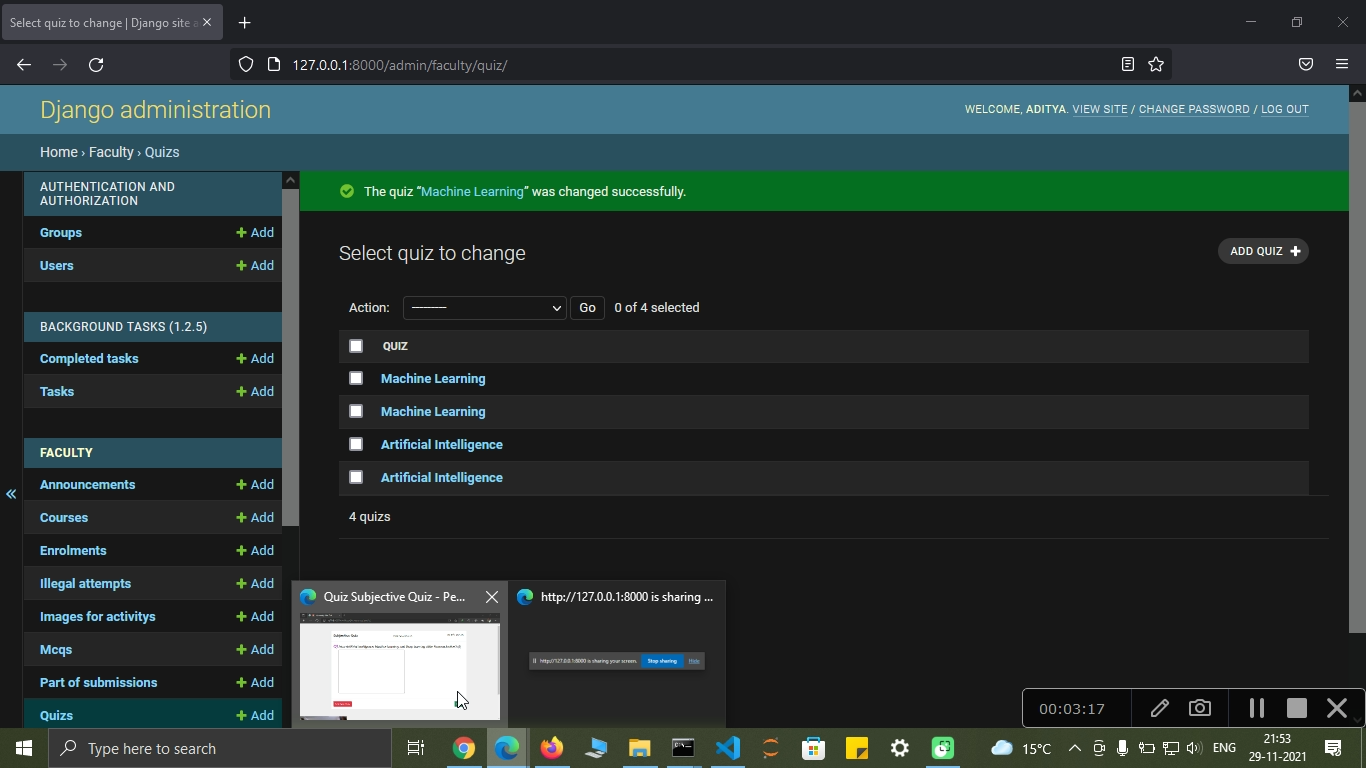 Select quiz to change | Django site a
127.0.0.1:8000/admin/faculty/quiz/
Django administration
WELCOME, ADITYA. VIEW SITE / CHANGE PASSWORD / LOG OUT
Home › Faculty › Quizs
AUTHENTICATION AND
AUTHORIZATION
Groups
Add
Users
Add
BACKGROUND TASKS (1.2.5)
Completed tasks
Add
Tasks
Add
FACULTY
Announcements
Add
Courses
Add
Enrolments
Add
Illegal attempts
Add
Images for activitys
Add
Mcqs
Add
Part of submissions
Add
Quizs
Add
The quiz “Machine Learning” was changed successfully.
Select quiz to change
ADD QUIZ
Action:
---------
Go
0 of 4 selected
QUIZ
Machine Learning
Machine Learning
Artificial Intelligence
Artificial Intelligence
4 quizs
Quiz Subjective Quiz - Pe...
Subjective Quiz
http://127.0.0.1:8000 is sharing ...
http://127.0.0.1:8000 is sharing your screen.
Stop sharing
Hide
00:03:17
Type here to search
15°C
ENG
21:53
29-11-2021